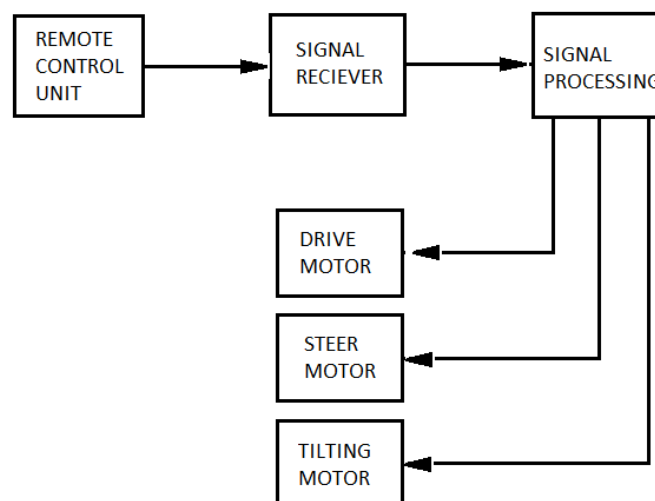 REMOTE
CONTROL
UNIT
SIGNAL
RECIEVER
SIGNAL
PROCESSING
DRIVE
MOTOR
STEER
MOTOR
TILTING
MOTOR